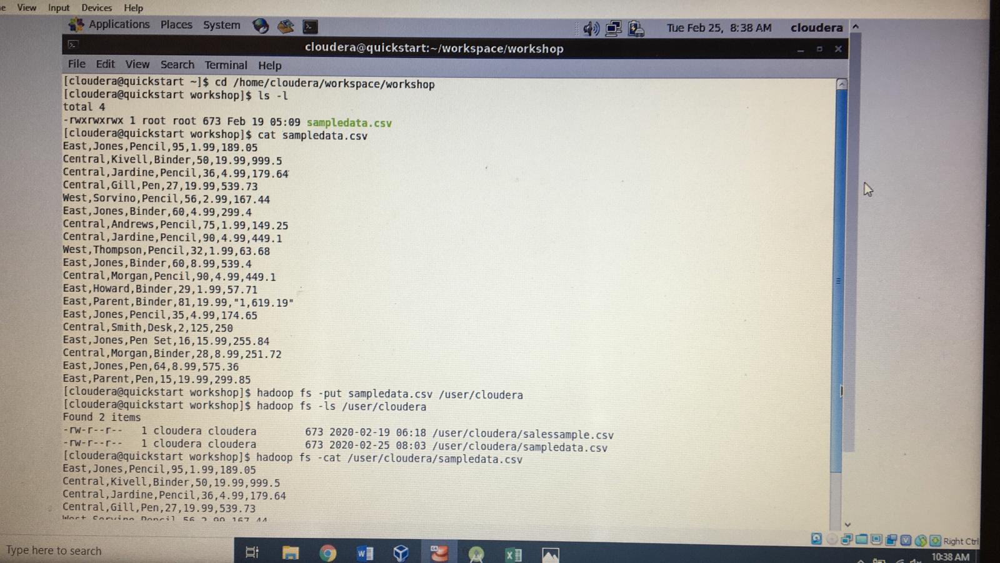 View Input Devices Help
Applications Places System Tue Feb 25, 8:38 AM cloudera
cloudera@quickstart:~/workspace/workshop
File Edit View Search Terminal Help
[cloudera@quickstart ~]$ cd /home/cloudera/workspace/workshop
[cloudera@quickstart workshop]$ ls -l
total 4
-rwxrwxrwx 1 root root 673 Feb 19 05:09 sampledata.csv
[cloudera@quickstart workshop]$ cat sampledata.csv
East,Jones,Pencil,95,1.99,189.05
Central,Kivell,Binder,50,19.99,999.5
Central,Jardine,Pencil,36,4.99,179.64
Central,Gill,Pen,27,19.99,539.73
West,Sorvino,Pencil,56,2.99,167.44
East,Jones,Binder,60,4.99,299.4
Central,Andrews,Pencil,75,1.99,149.25
Central,Jardine,Pencil,90,4.99,449.1
West,Thompson,Pencil,32,1.99,63.68
East,Jones,Binder,60,8.99,539.4
Central,Morgan,Pencil,90,4.99,449.1
East,Howard,Binder,29,1.99,57.71
East,Parent,Binder,81,19.99,"1,619.19"
East,Jones,Pencil,35,4.99,174.65
Central,Smith,Desk,2,125,250
East,Jones,Pen Set,16,15.99,255.84
Central,Morgan,Binder,28,8.99,251.72
East,Jones,Pen,64,8.99,575.36
East,Parent,Pen,15,19.99,299.85
[cloudera@quickstart workshop]$ hadoop fs -put sampledata.csv /user/cloudera
[cloudera@quickstart workshop]$ hadoop fs -ls /user/cloudera
Found 2 items
-rw-r--r-- 1 cloudera cloudera 673 2020-02-19 06:18 /user/cloudera/salessample.csv
-rw-r--r-- 1 cloudera cloudera 673 2020-02-25 08:03 /user/cloudera/sampledata.csv
[cloudera@quickstart workshop]$ hadoop fs -cat /user/cloudera/sampledata.csv
East,Jones,Pencil,95,1.99,189.05
Central,Kivell,Binder,50,19.99,999.5
Central,Jardine,Pencil,36,4.99,179.64
Central,Gill,Pen,27,19.99,539.73
West,Sorvino,Pencil,56,2.99,167.44
Right Ctrl
Type here to search
10:38 AM